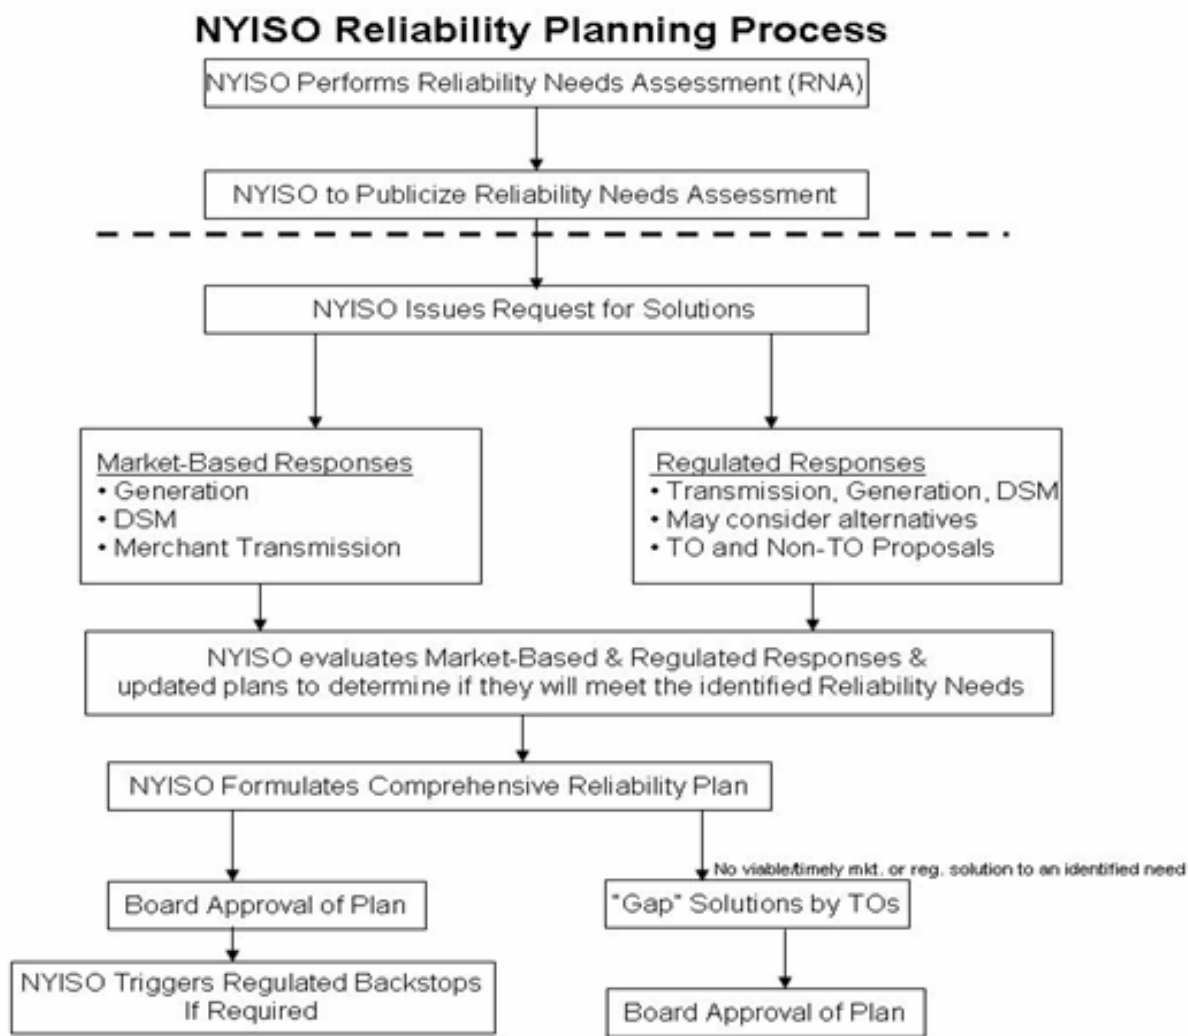 NYISO Reliability Planning Process
NYISO Performs Reliability Needs Assessment (RNA)
NYISO to Publicize Reliability Needs Assessment
NYISO Issues Request for Solutions
Market-Based Responses
• Generation
• DSM
• Merchant Transmission
Regulated Responses
• Transmission, Generation, DSM
• May consider alternatives
• TO and Non-TO Proposals
NYISO evaluates Market-Based & Regulated Responses &
updated plans to determine if they will meet the identified Reliability Needs
NYISO Formulates Comprehensive Reliability Plan
No viable/timely mkt. or reg. solution to an identified need
Board Approval of Plan
"Gap" Solutions by TOs
NYISO Triggers Regulated Backstops
If Required
Board Approval of Plan